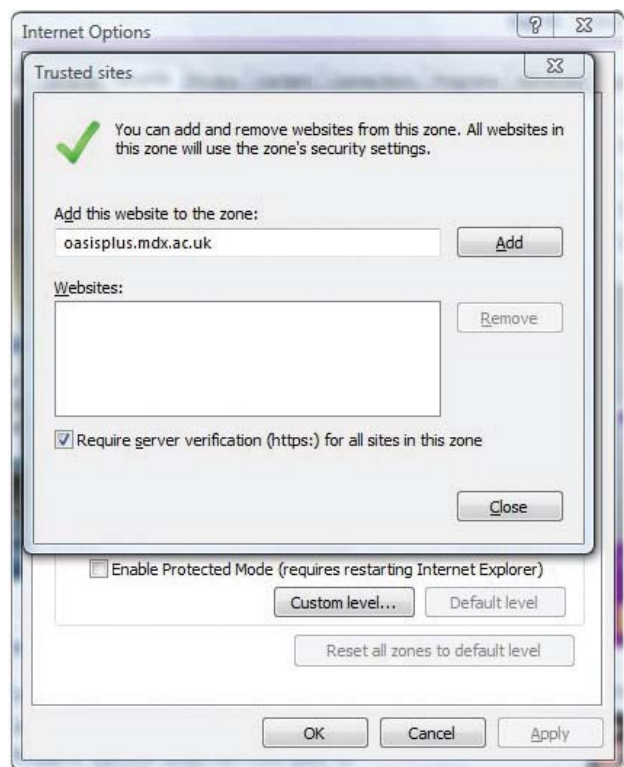 Internet Options
Trusted sites
You can add and remove websites from this zone. All websites in
this zone will use the zone's security settings.
Add this website to the zone:
oasisplus.mdx.ac.uk
Add
Websites:
Remove
Require server verification (https:) for all sites in this zone
Close
Enable Protected Mode (requires restarting Internet Explorer)
Custom level...
Default level
Reset all zones to default level
OK
Cancel
Apply